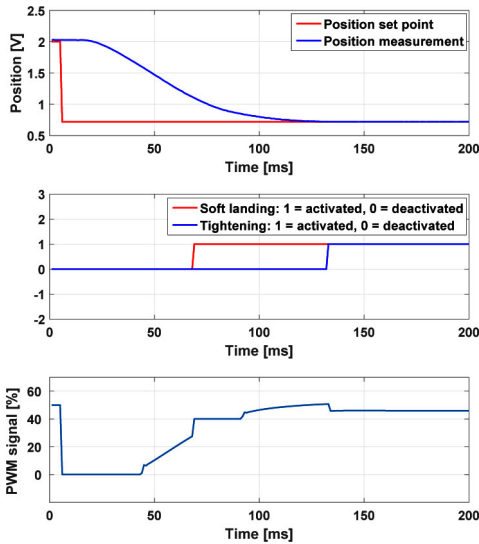 2.5
2
1.5
1
0.5
Position [V]
Position set point
Position measurement
0 50 100 150 200
Time [ms]
3
2
1
0
-1
-2
Soft landing: 1 = activated, 0 = deactivated
Tightening: 1 = activated, 0 = deactivated
0 50 100 150 200
Time [ms]
60
40
20
0
PWM signal [%]
0 50 100 150 200
Time [ms]